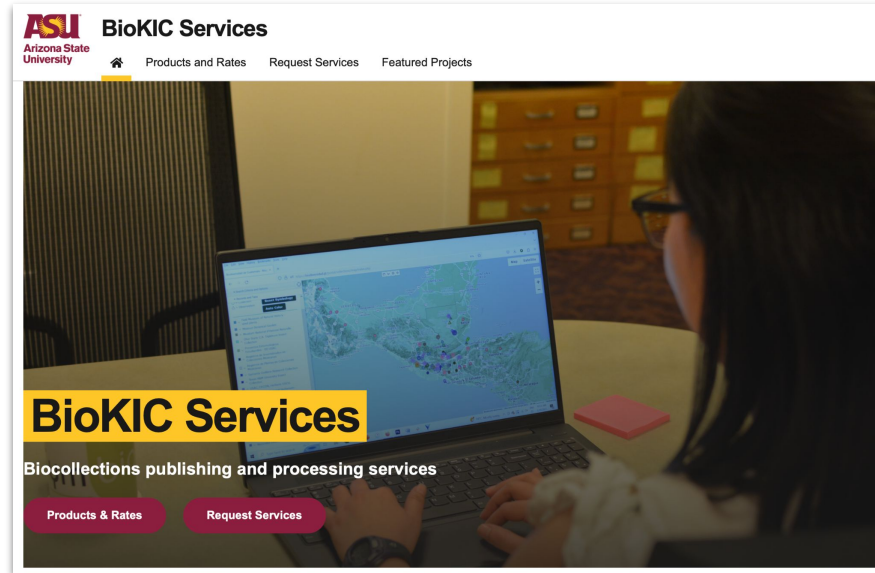 ASU
Arizona State
University
BioKIC Services
Products and Rates
Request Services
Featured Projects
BioKIC Services
Biocollections publishing and processing services
Products & Rates
Request Services